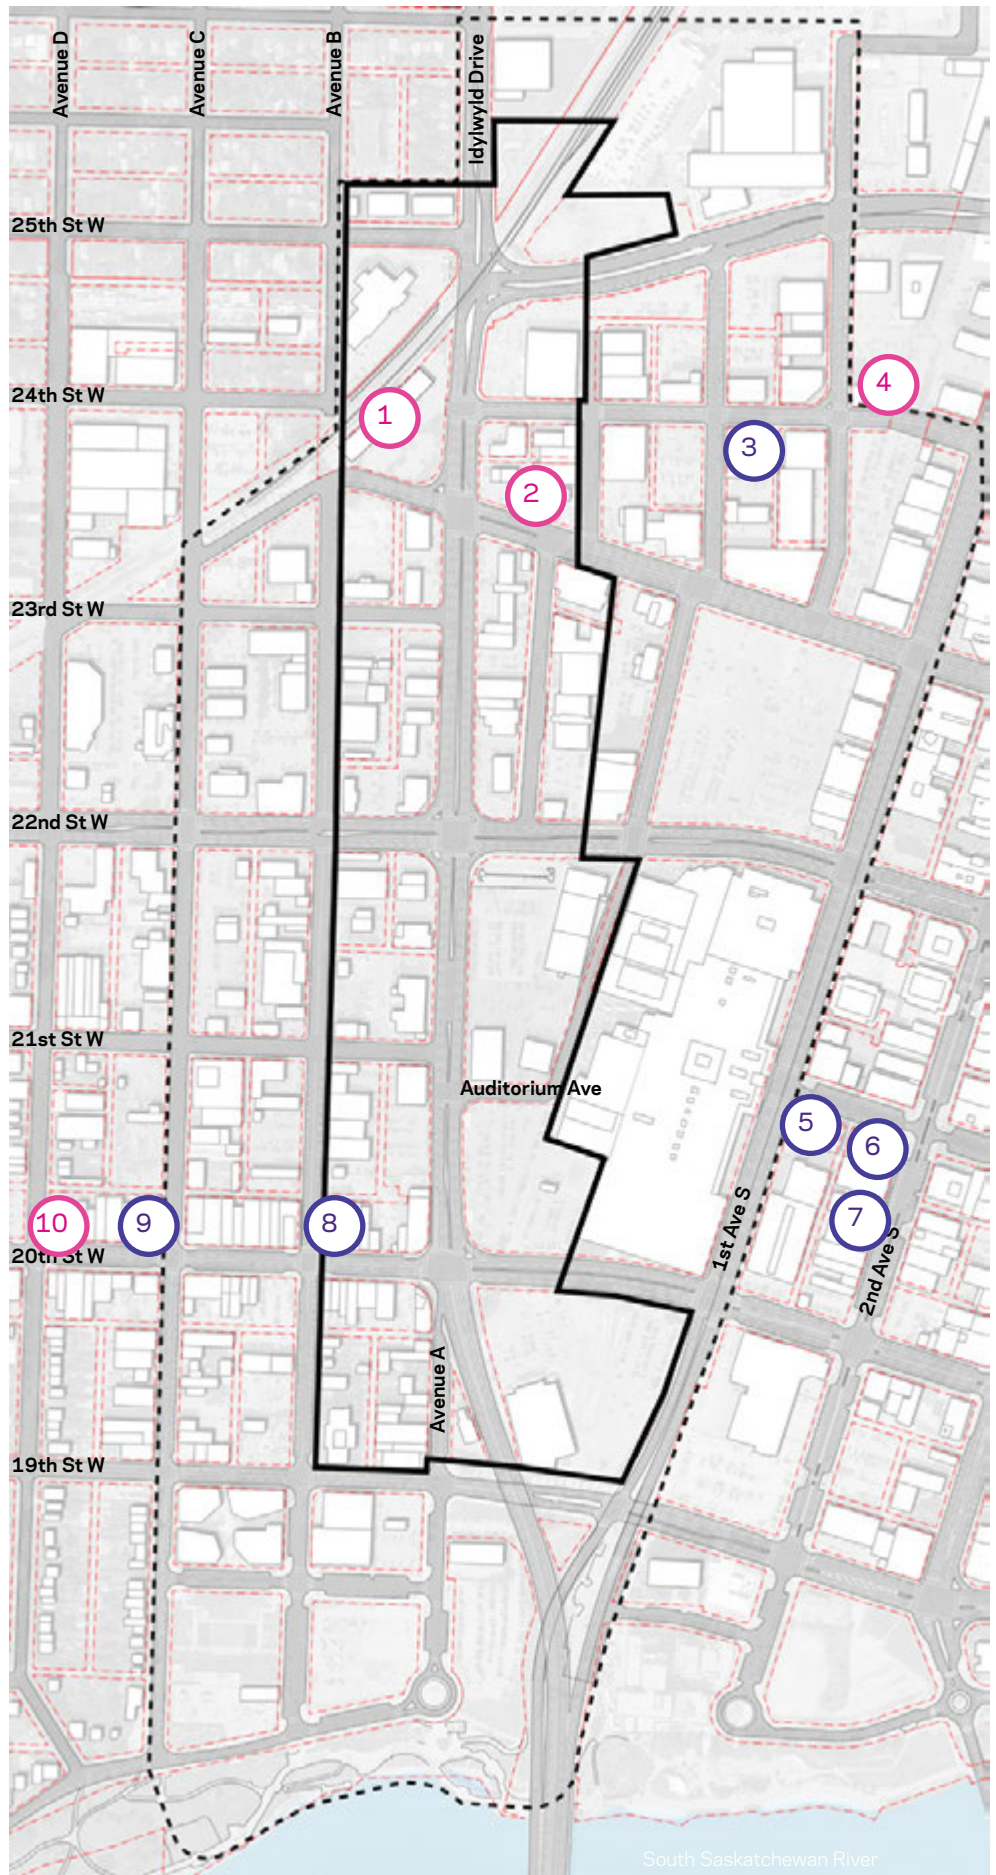 Avenue D
Avenue C
Avenue B
Idylwyld Drive
25th St W
24th St W
4
1
3
2
23rd St W
22nd St W
21st St W
Auditorium Ave
5
6
10
9
8
7
1st Ave S
20th St W
2nd Ave S
Avenue A
19th St W
South Saskatchewan River